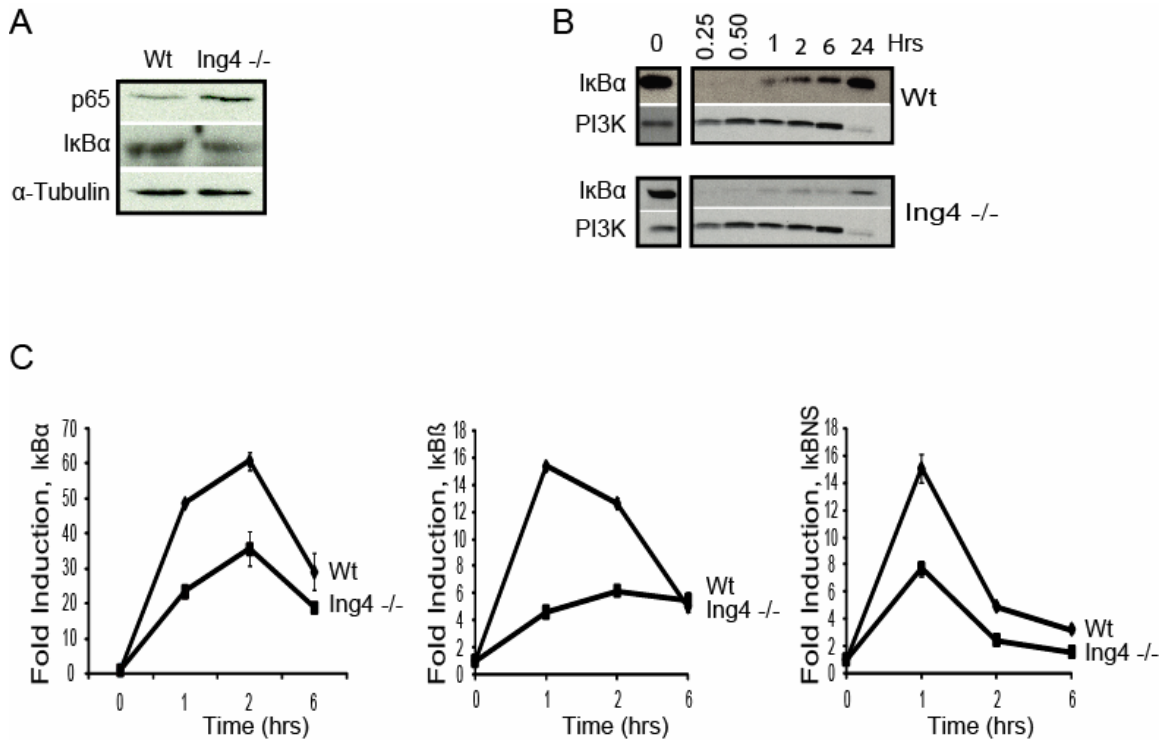 A
Wt Ing4 -/-
p65
IκBα
α-Tubulin
B
0 0.25 0.50 1 2 6 24 Hrs
IκBα
PI3K
Wt
IκBα
PI3K
Ing4 -/-
C
Fold Induction, IκBα
70
60
50
40
30
20
10
0
0 1 2 6
Time (hrs)
Wt
Ing4 -/-
Fold Induction, IκBß
18
16
14
12
10
8
6
4
2
0
0 1 2 6
Time (hrs)
Wt
Ing4 -/-
Fold Induction, IκBNS
18
16
14
12
10
8
6
4
2
0
0 1 2 6
Time (hrs)
Wt
Ing4 -/-